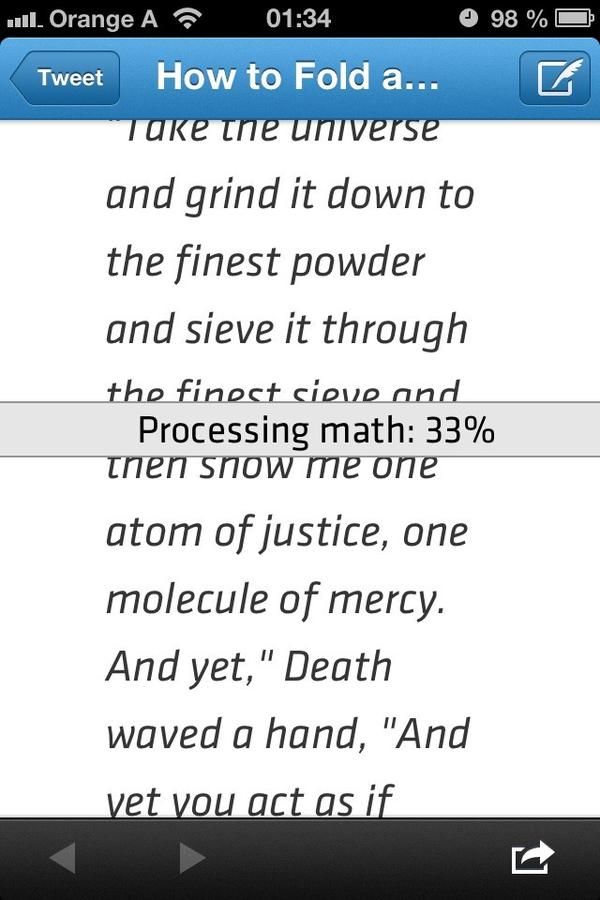 Orange A 01:34 98 %
Tweet How to Fold a...
"Take the universe
and grind it down to
the finest powder
and sieve it through
the finest sieve and
Processing math: 33%
then show me one
atom of justice, one
molecule of mercy.
And yet," Death
waved a hand, "And
yet you act as if